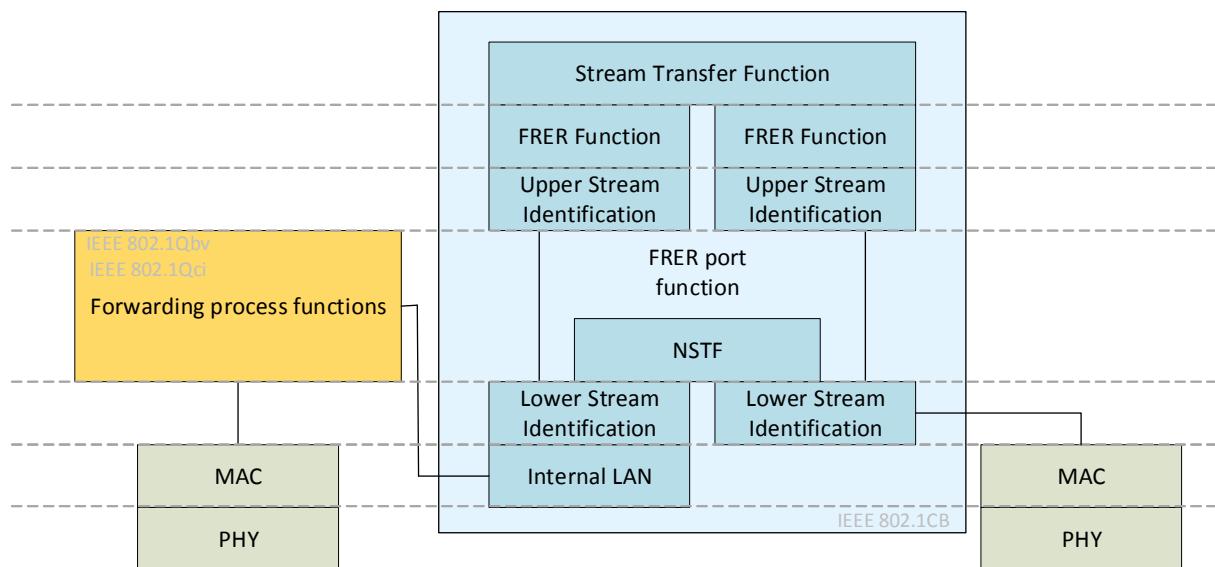 Stream Transfer Function
FRER Function
FRER Function
Upper Stream
Identification
Upper Stream
Identification
IEEE 802.1Qbv
IEEE 802.1Qci
Forwarding process functions
FRER port
function
NSTF
Lower Stream
Identification
Lower Stream
Identification
Internal LAN
MAC
MAC
IEEE 802.1CB
PHY
PHY